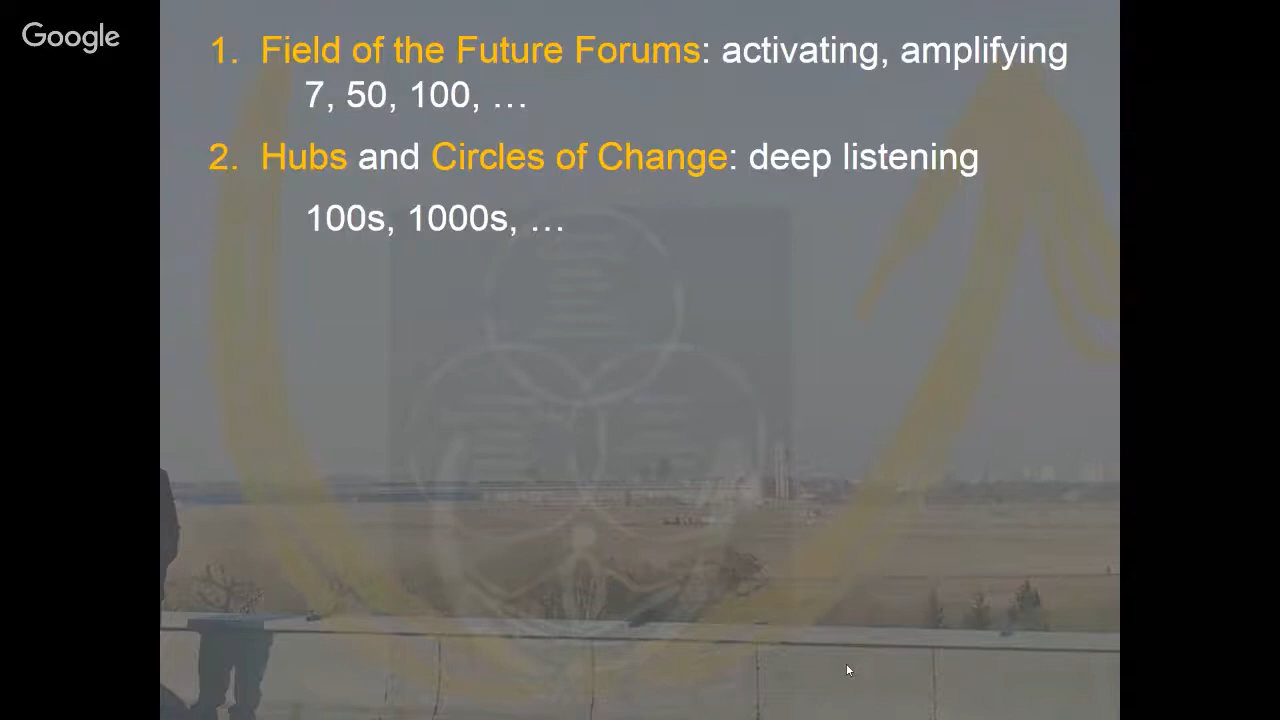 Google
1. Field of the Future Forums: activating, amplifying
7, 50, 100, …
2. Hubs and Circles of Change: deep listening
100s, 1000s, …